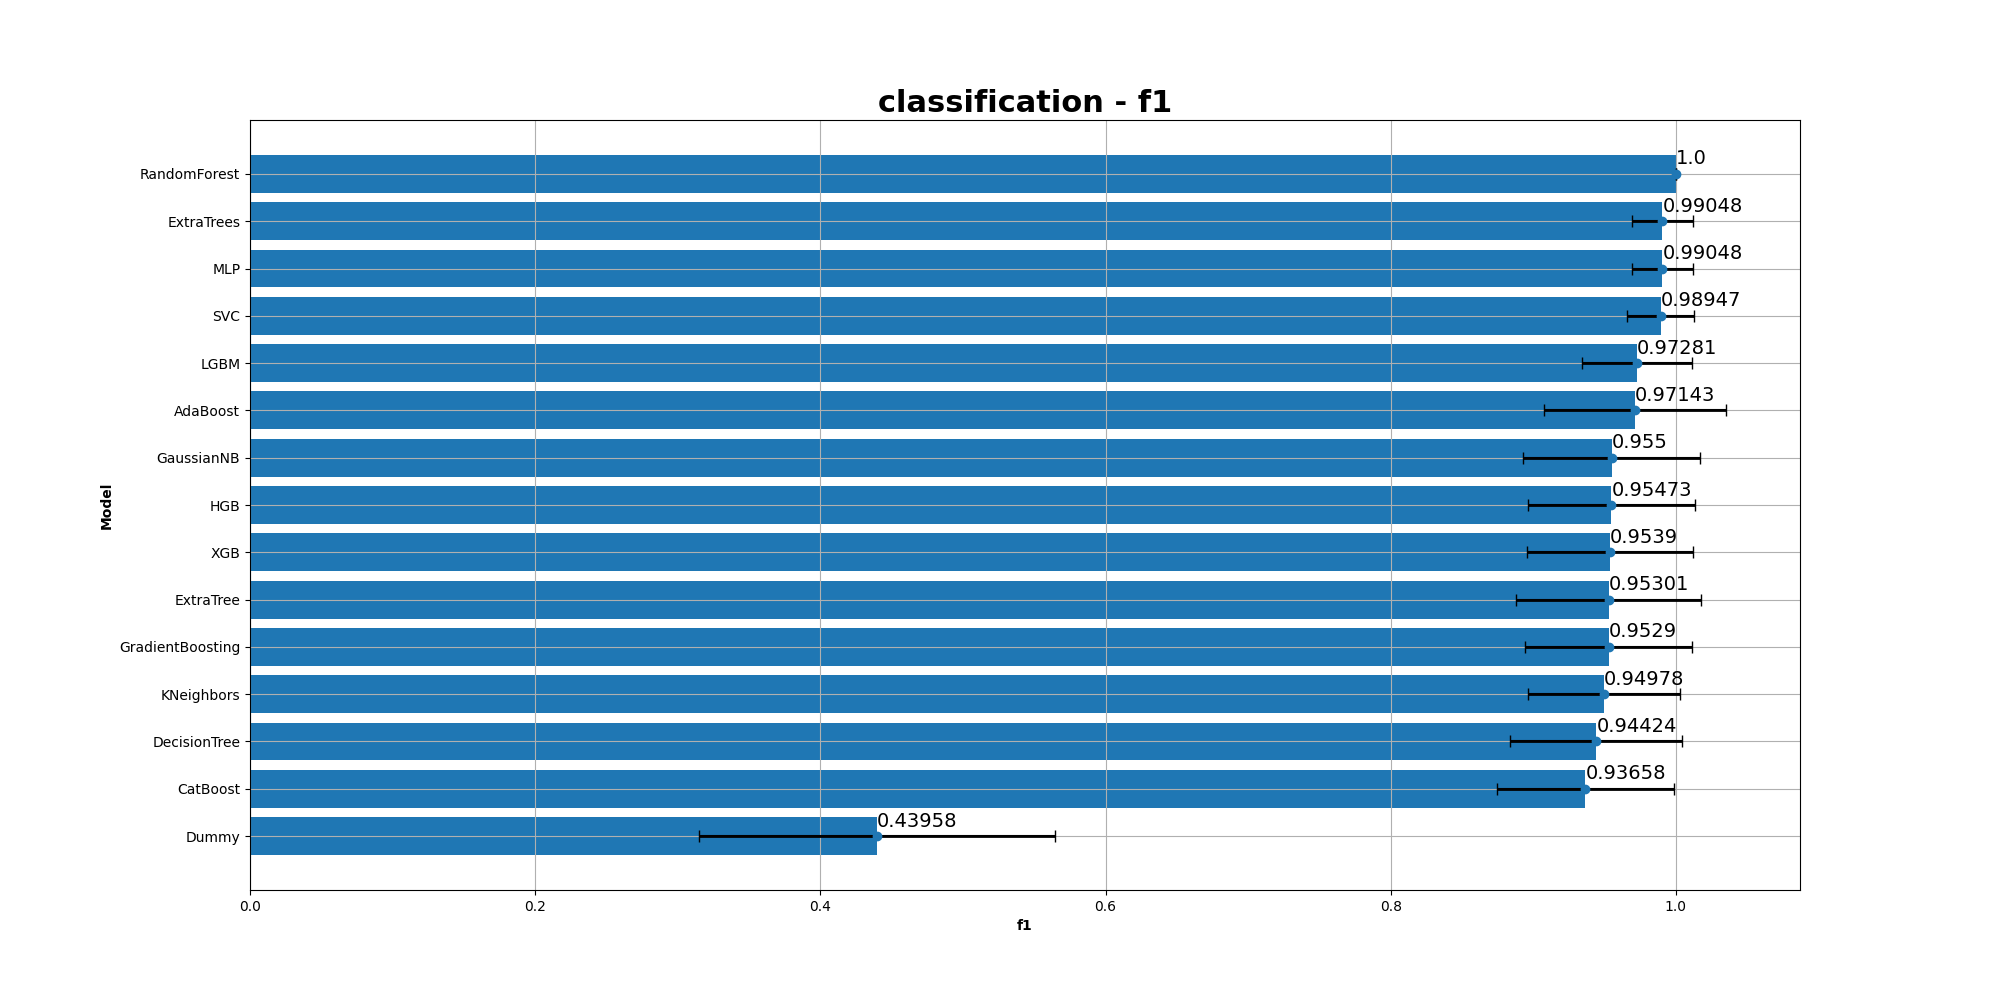 classification - f1
RandomForest 1.0
ExtraTrees 0.99048
MLP 0.99048
SVC 0.98947
LGBM 0.97281
AdaBoost 0.97143
GaussianNB 0.955
HGB 0.95473
XGB 0.9539
ExtraTree 0.95301
GradientBoosting 0.9529
KNeighbors 0.94978
DecisionTree 0.94424
CatBoost 0.93658
Dummy 0.43958
Model
0.0 0.2 0.4 0.6 0.8 1.0
f1